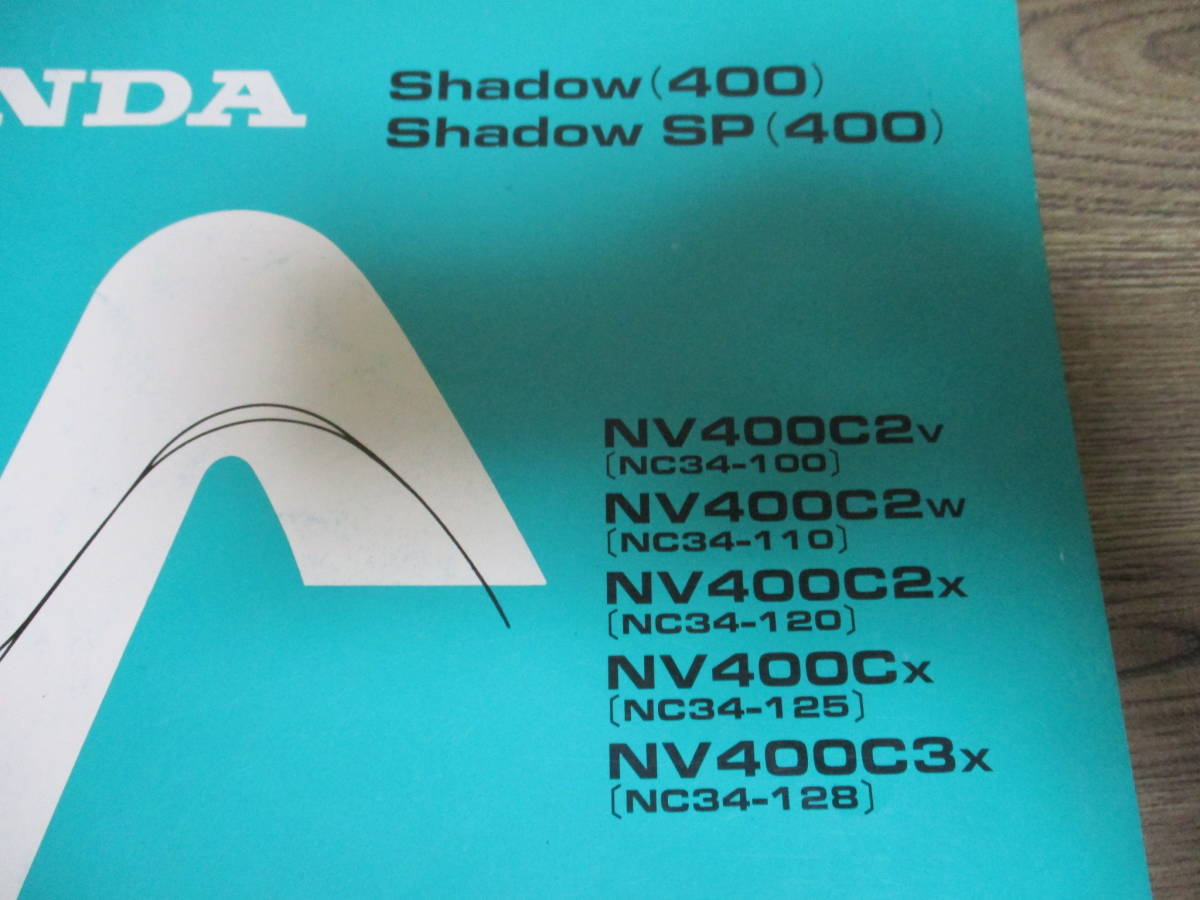 NDA
Shadow(400)
Shadow SP(400)
NV400C2V
[NC34-100]
NV400C2W
[NC34-110]
NV400C2X
[NC34-120]
NV400CX
[NC34-125]
NV400C3X
[NC34-128]